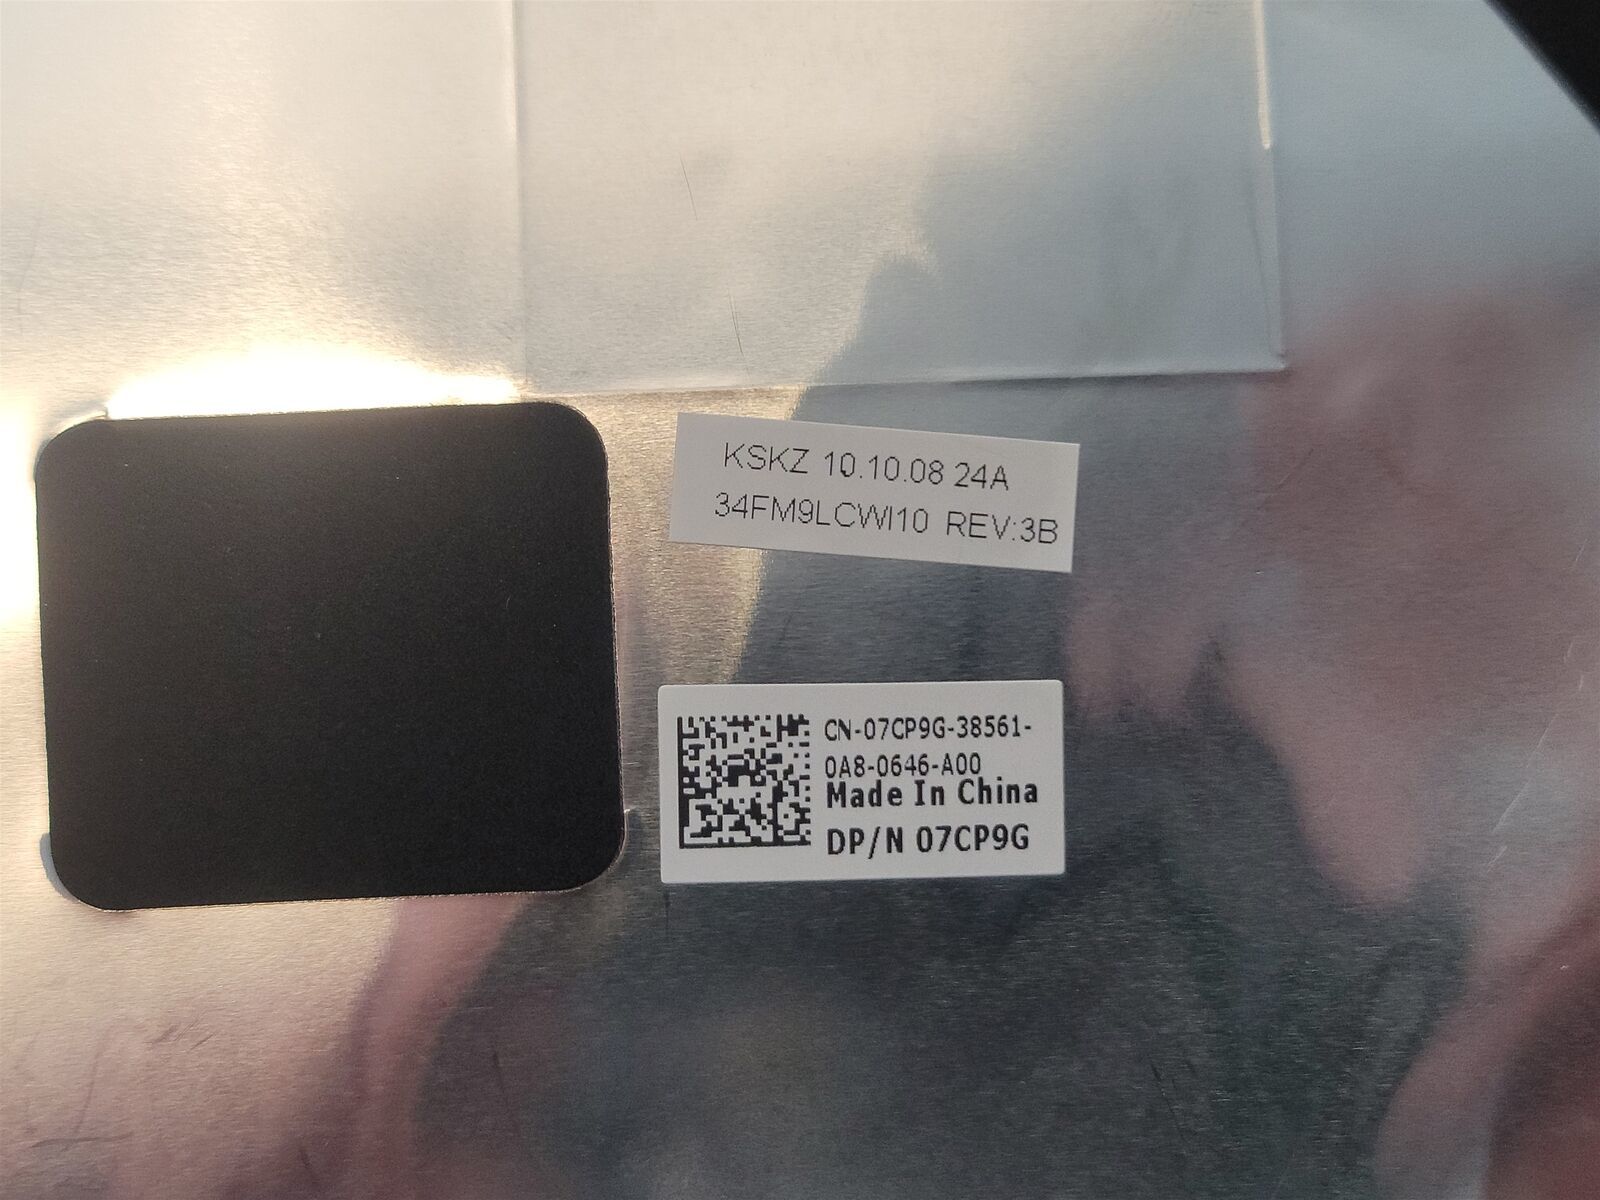 KSKZ 10.10.08 24A
34FM9LCWI10 REV:3B
CN-07CP9G-38561-
0A8-0646-A00
Made In China
DP/N 07CP9G